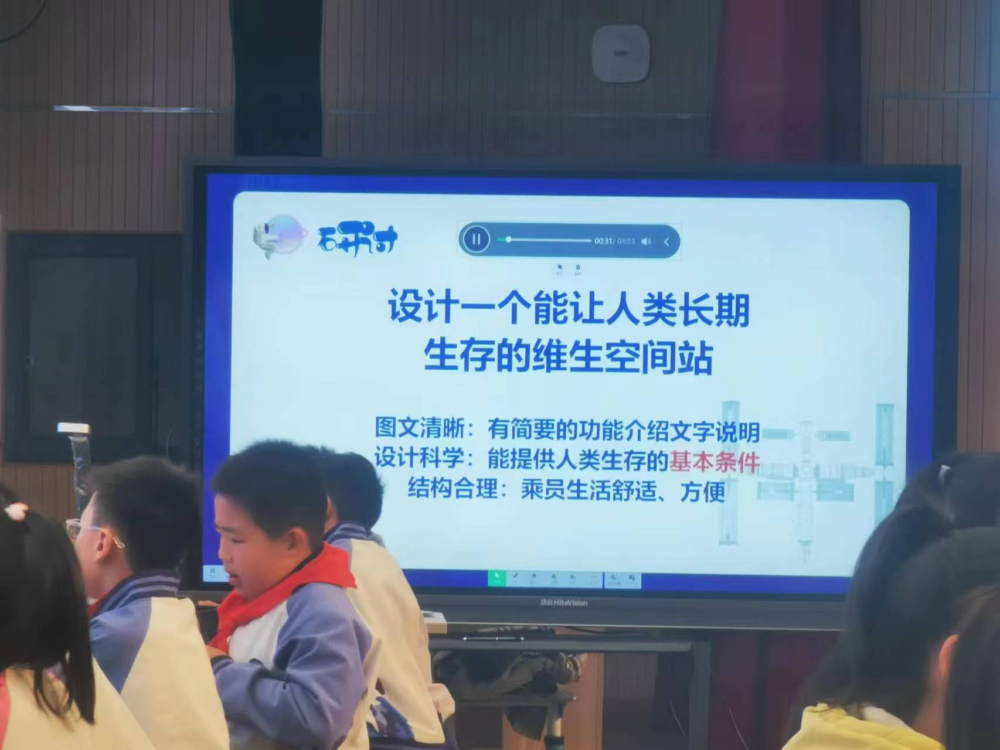 研讨
00:31/04:53
设计一个能让人类长期
生存的维生空间站
图文清晰：有简要的功能介绍文字说明
设计科学：能提供人类生存的基本条件
结构合理：乘员生活舒适、方便
HiteVision